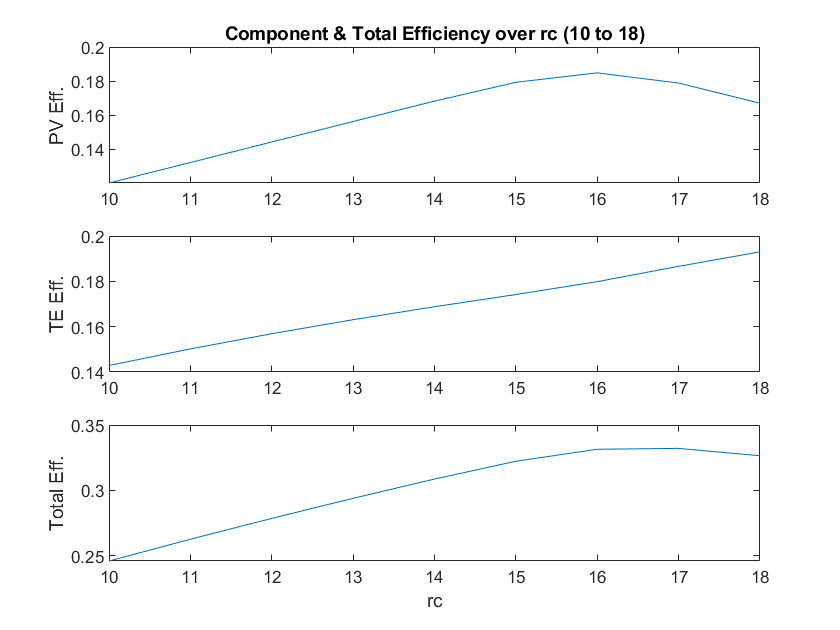 Component & Total Efficiency over rc (10 to 18)
0.2
0.18
0.16
0.14
PV Eff.
10 11 12 13 14 15 16 17 18
0.2
0.18
0.16
0.14
TE Eff.
10 11 12 13 14 15 16 17 18
0.35
0.3
0.25
Total Eff.
10 11 12 13 14 15 16 17 18
rc